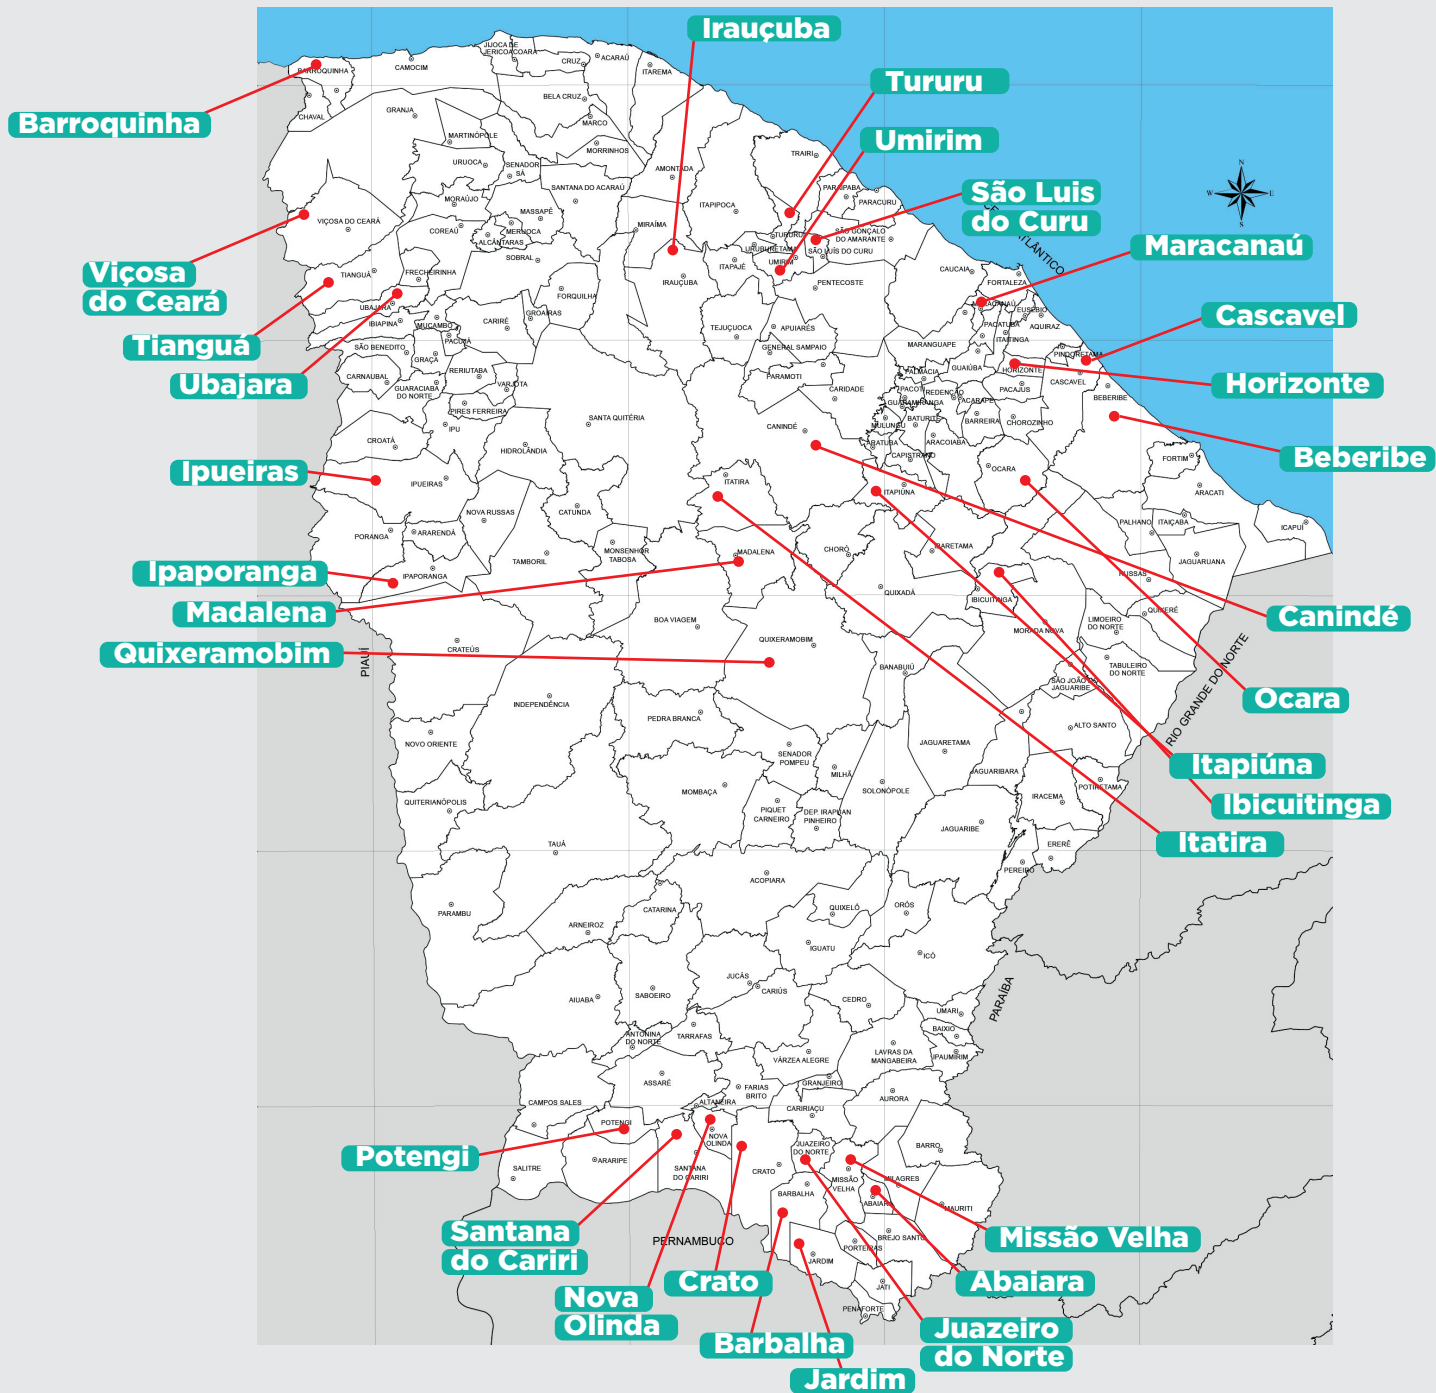 Irauçuba
Tururu
Umirim
Barroquinha
São Luis
do Curu
Maracanaú
Viçosa
do Ceará
Cascavel
Tianguá
Ubajara
Horizonte
Beberibe
Ipueiras
Ipaporanga
Madalena
Canindé
Quixeramobim
Ocara
Itapiúna
Ibicuitinga
Itatira
Potengi
Santana
do Cariri
Missão Velha
Crato
Abaiara
Nova
Olinda
Barbalha
Juazeiro
do Norte
Jardim
N
W
E
S
PIAUÍ
RIO GRANDE DO NORTE
PARAÍBA
PERNAMBUCO
BARROQUINHA
CAMOCIM
JIJOCA DE
JERICOACOARA
CRUZ
ACARAÚ
ITAREMA
CHAVAL
GRANJA
BELA CRUZ
MARCO
MARTINÓPOLE
MORRINHOS
URUOCA
SENADOR
SÁ
AMONTADA
TRAIRI
SANTANA DO ACARAÚ
MORAÚJO
MASSAPÊ
ITAPIPOCA
PARAIPABA
PARACURU
VIÇOSA DO CEARÁ
COREAÚ
MERUOCA
ALCÂNTARAS
MIRAÍMA
TURURU
SÃO GONÇALO
DO AMARANTE
URUBURETAMA
SÃO LUÍS DO CURU
SOBRAL
ITAPAJÉ
UMIRIM
TIANGUÁ
FRECHEIRINHA
IRAUÇUBA
PENTECOSTE
CAUCAIA
FORTALEZA
UBAJARA
FORQUILHA
MARACANAÚ
EUSÉBIO
IBIAPINA
MUCAMBO
CARIRÉ
GROAÍRAS
TEJUÇUOCA
APUIARÉS
PACATUBA
AQUIRAZ
ITAITINGA
SÃO BENEDITO
PACUJÁ
GENERAL SAMPAIO
MARANGUAPE
PINDORETAMA
GRAÇA
CARNAUBAL
RERIUTABA
PARAMOTI
PALMÁCIA
GUAIÚBA
HORIZONTE
CASCAVEL
GUARACIABA
DO NORTE
VARJOTA
CARIDADE
PACOTI
REDENÇÃO
PACAJUS
BEBERIBE
PIRES FERREIRA
GUARAMIRANGA
ACARAPE
IPU
SANTA QUITÉRIA
CANINDÉ
MULUNGU
BATURITÉ
BARREIRA
CHOROZINHO
CROATÁ
HIDROLÂNDIA
ARATUBA
ARACOIABA
CAPISTRANO
FORTIM
IPUEIRAS
ITATIRA
ITAPIÚNA
OCARA
ARACATI
NOVA RUSSAS
CATUNDA
PALHANO
ITAIÇABA
ICAPUÍ
PORANGA
ARARENDÁ
TAMBORIL
MONSENHOR
TABOSA
MADALENA
CHORÓ
IBARETAMA
JAGUARUANA
IPAPORANGA
RUSSAS
QUIXADÁ
IBICUITINGA
QUIXERÉ
BOA VIAGEM
QUIXERAMOBIM
MORADA NOVA
LIMOEIRO
DO NORTE
CRATEÚS
BANABUIÚ
TABULEIRO
DO NORTE
SÃO JOÃO DO
JAGUARIBE
INDEPENDÊNCIA
PEDRA BRANCA
ALTO SANTO
NOVO ORIENTE
SENADOR
POMPEU
JAGUARETAMA
MILHÃ
JAGUARIBARA
MOMBAÇA
SOLONÓPOLE
POTIRETAMA
QUITERIANÓPOLIS
PIQUET
CARNEIRO
DEP. IRAPUAN
PINHEIRO
IRACEMA
TAUÁ
JAGUARIBE
ERERÊ
PEREIRO
ACOPIARA
PARAMBU
CATARINA
QUIXELÔ
ORÓS
ARNEIROZ
IGUATU
ICÓ
JUCÁS
CARIÚS
AIUABA
SABOEIRO
CEDRO
UMARI
ANTONINA
DO NORTE
TARRAFAS
BAIXIO
VÁRZEA ALEGRE
LAVRAS DA
MANGABEIRA
IPAUMIRIM
ASSARÉ
GRANJEIRO
FARIAS
BRITO
AURORA
CAMPOS SALES
ALTANEIRA
CARIRIAÇU
POTENGI
NOVA
OLINDA
JUAZEIRO
DO NORTE
BARRO
SALITRE
ARARIPE
SANTANA
DO CARIRI
CRATO
MISSÃO
VELHA
MILAGRES
BARBALHA
ABAIARA
MAURITI
BREJO SANTO
PORTEIRAS
JARDIM
JATI
PENAFORTE